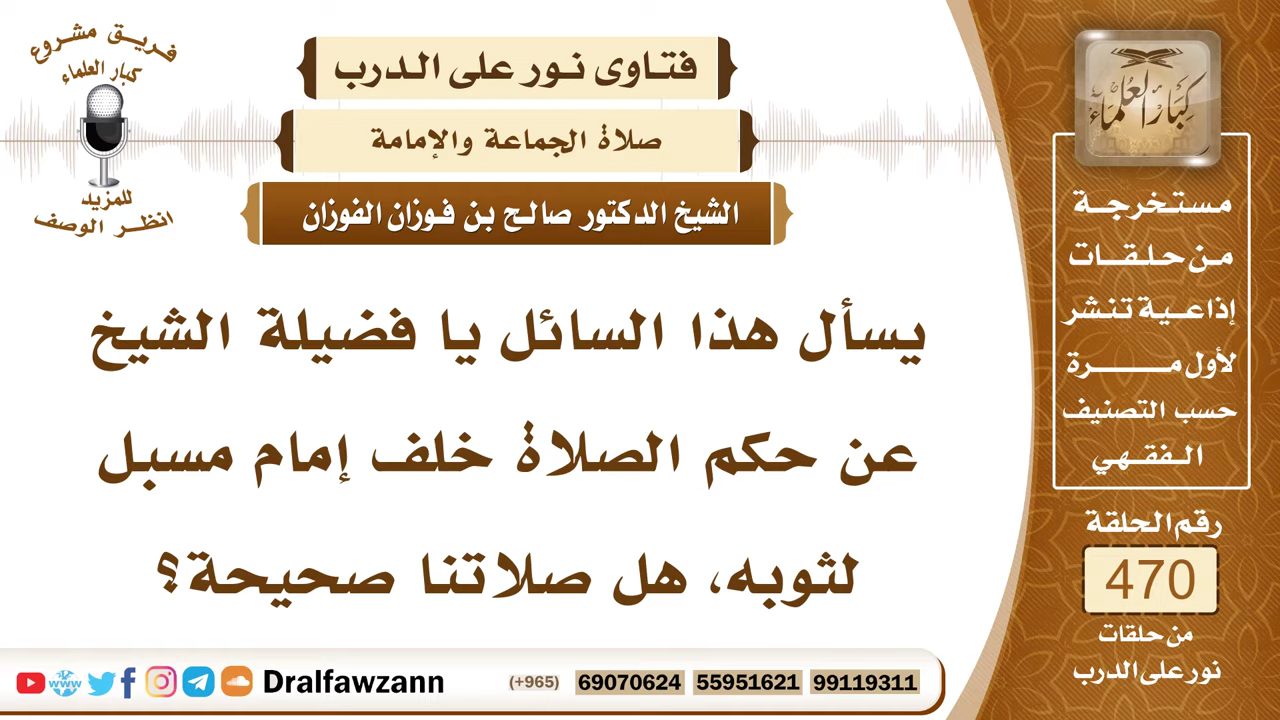 فريق مشروع
كبار العلماء
للمزيد
انظر الوصف
فتاوى نور على الدرب
صلاة الجماعة والإمامة
الشيخ الدكتور صالح بن فوزان الفوزان
يسأل هذا السائل يا فضيلة الشيخ
عن حكم الصلاة خلف إمام مسبل
لثوبه، هل صلاتنا صحيحة؟
كبار العلماء
مستخرجة
من حلقات
إذاعية تنشر
لأول مرة
حسب التصنيف
الفقهي
رقم الحلقة
470
من حلقات
نور على الدرب
www Dralfawzann (+965) 69070624 55951621 99119311